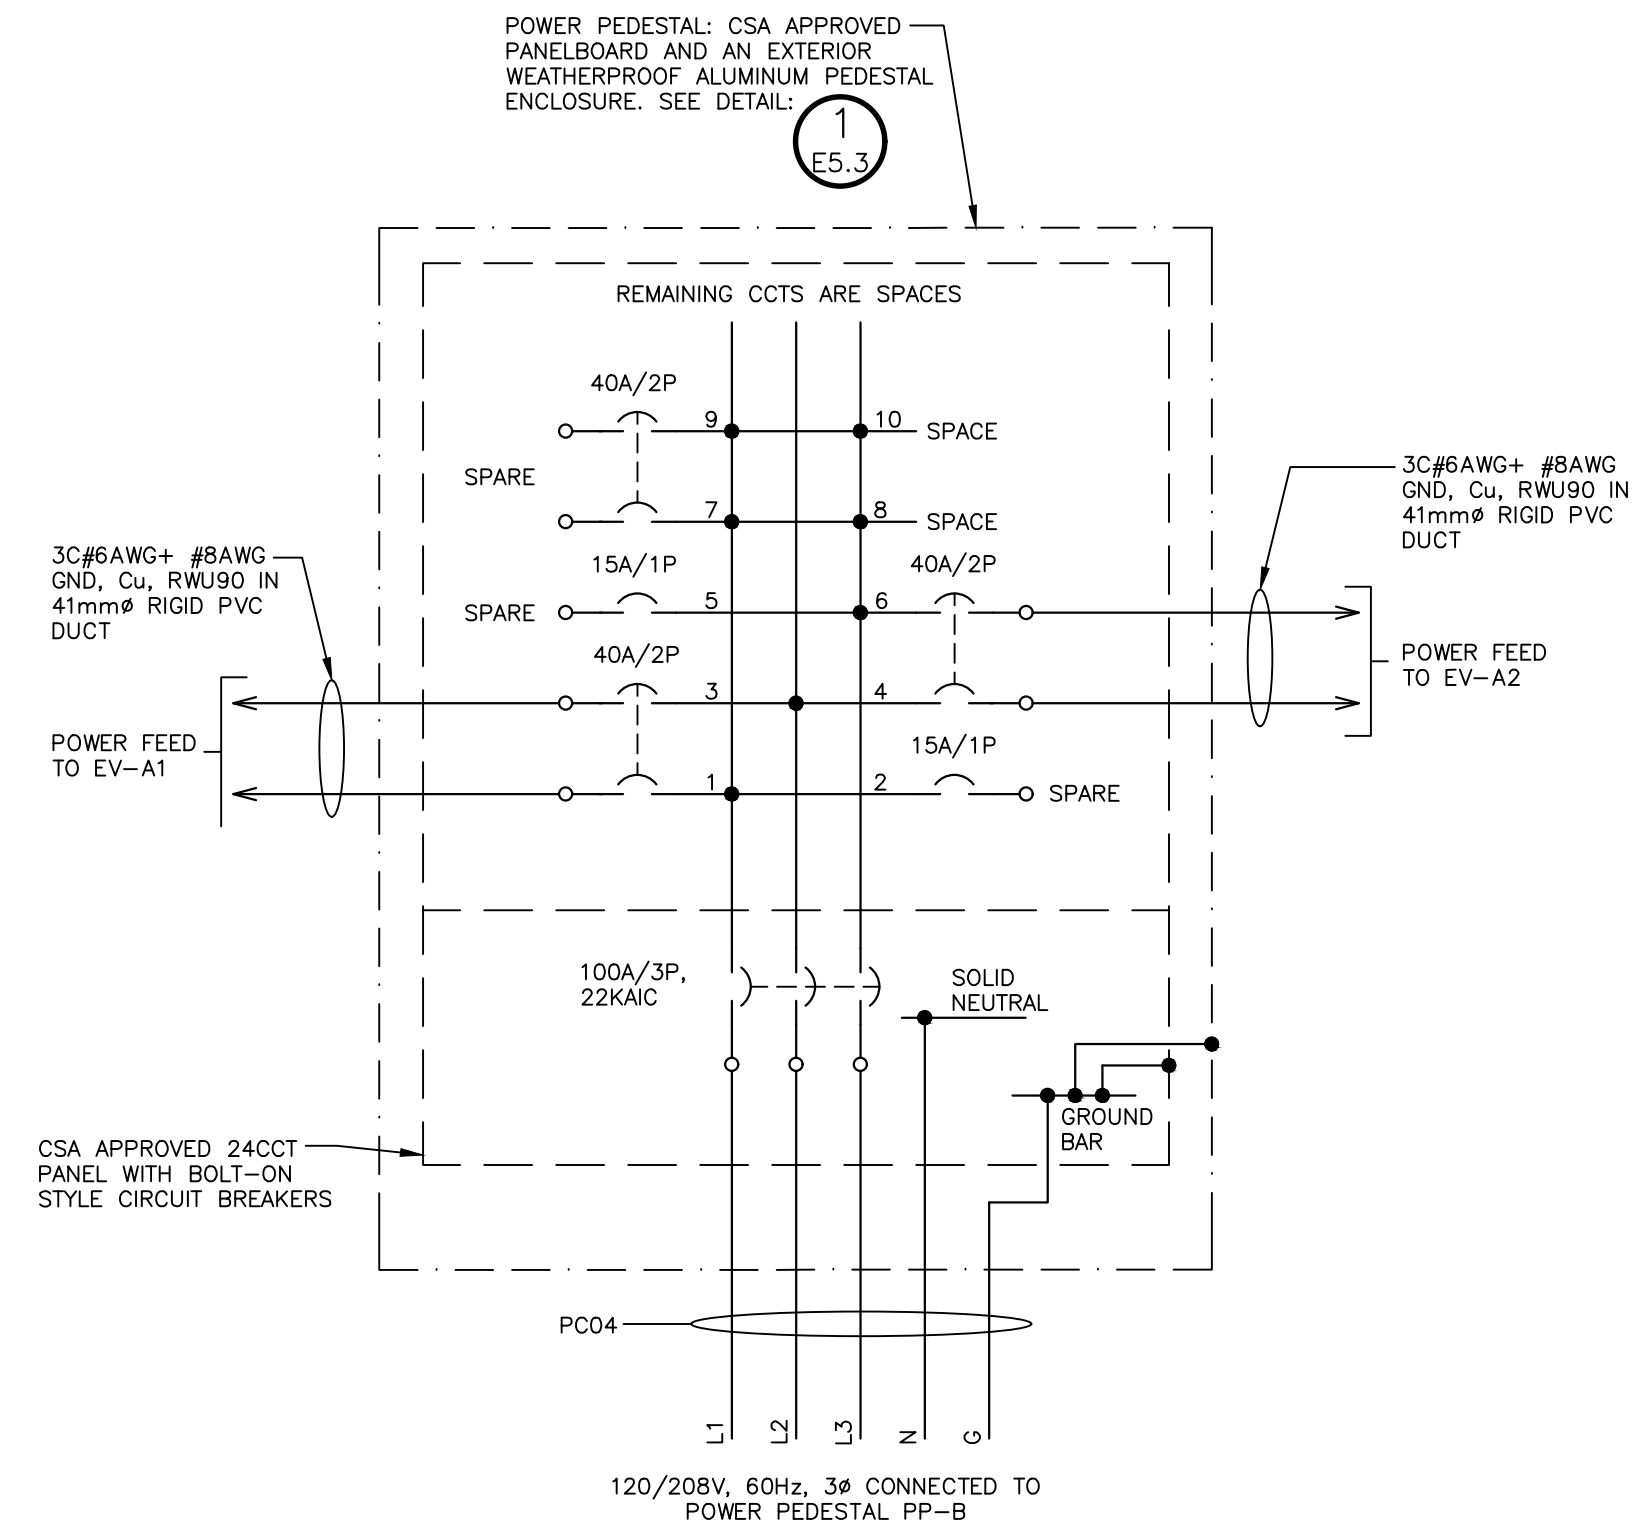 POWER PEDESTAL: CSA APPROVED
PANELBOARD AND AN EXTERIOR
WEATHERPROOF ALUMINUM PEDESTAL
ENCLOSURE. SEE DETAIL:
1
E5.3
REMAINING CCTS ARE SPACES
40A/2P
9
10
SPACE
SPARE
7
8
SPACE
15A/1P
40A/2P
SPARE
5
6
40A/2P
3
4
15A/1P
1
2
SPARE
3C#6AWG+ #8AWG
GND, Cu, RWU90 IN
41mmø RIGID PVC
DUCT
POWER FEED
TO EV-A1
3C#6AWG+ #8AWG
GND, Cu, RWU90 IN
41mmø RIGID PVC
DUCT
POWER FEED
TO EV-A2
100A/3P,
22KAIC
SOLID
NEUTRAL
GROUND
BAR
CSA APPROVED 24CCT
PANEL WITH BOLT-ON
STYLE CIRCUIT BREAKERS
PC04
L1
L2
L3
N
G
120/208V, 60Hz, 3ø CONNECTED TO
POWER PEDESTAL PP-B